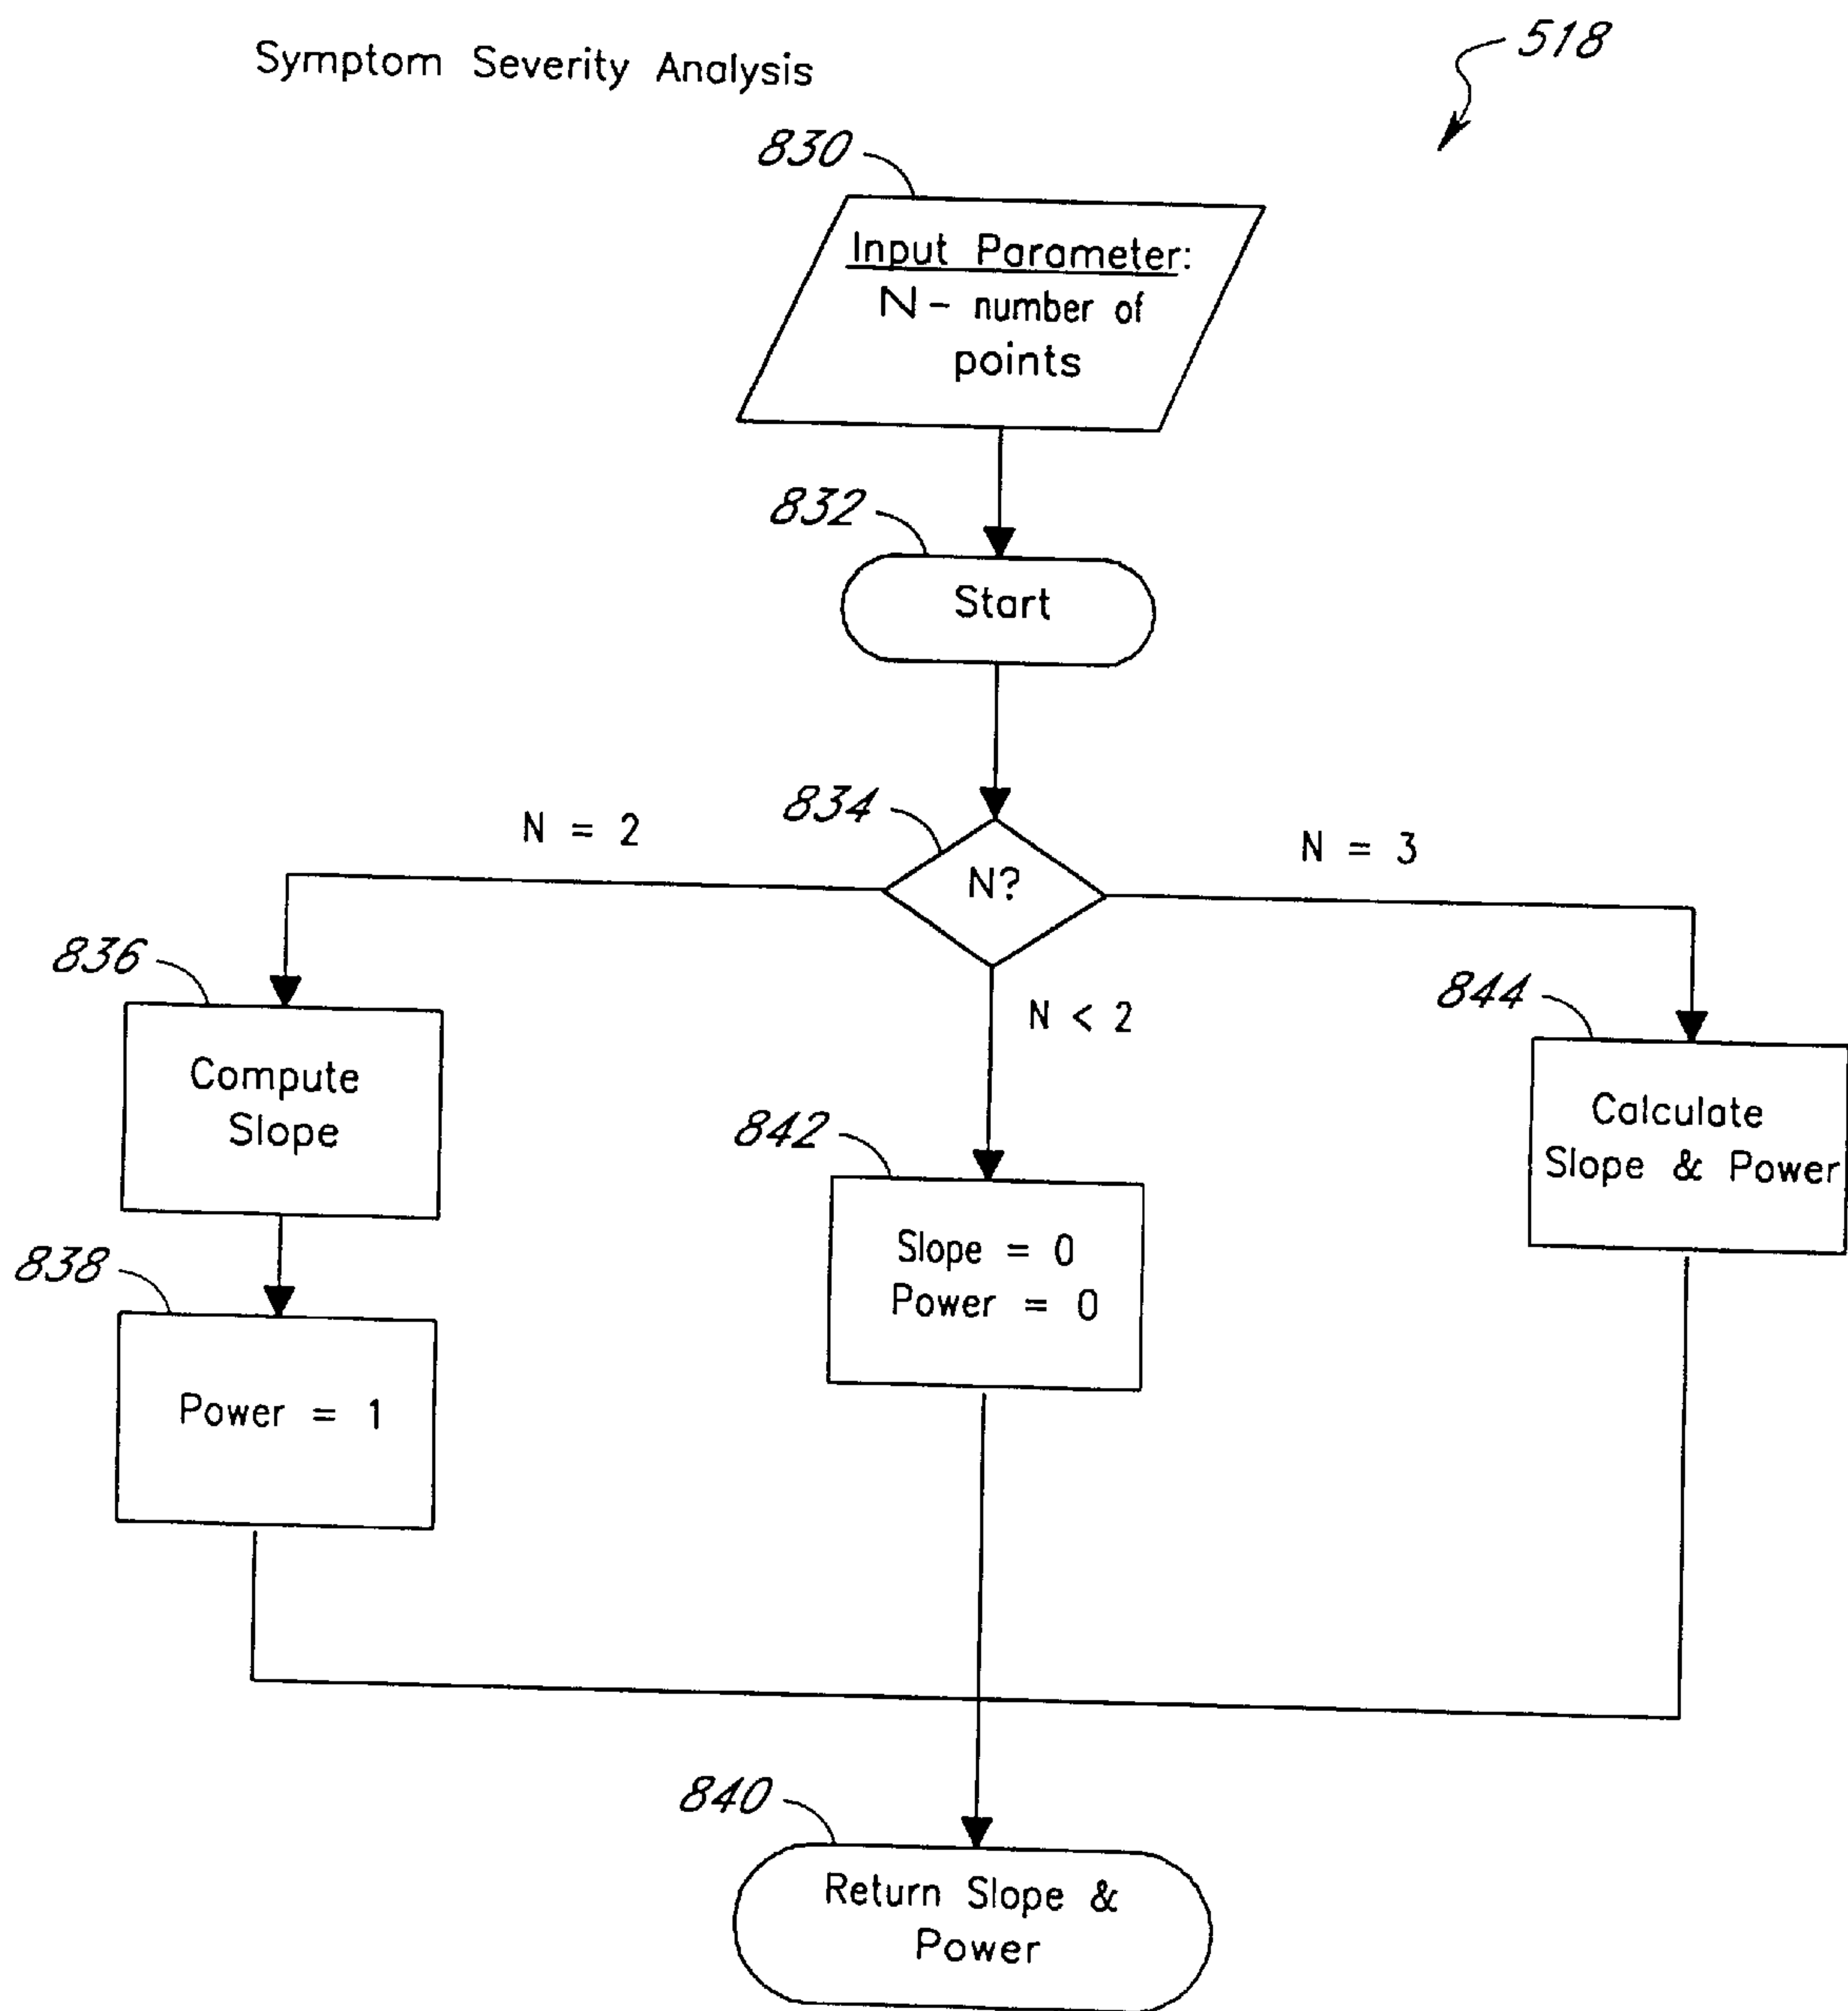 Symptom Severity Analysis
518
830
Input Parameter:
N - number of
points
832
Start
834
N?
N = 2
N = 3
N < 2
836
Compute
Slope
838
Power = 1
842
Slope = 0
Power = 0
844
Calculate
Slope & Power
840
Return Slope &
Power